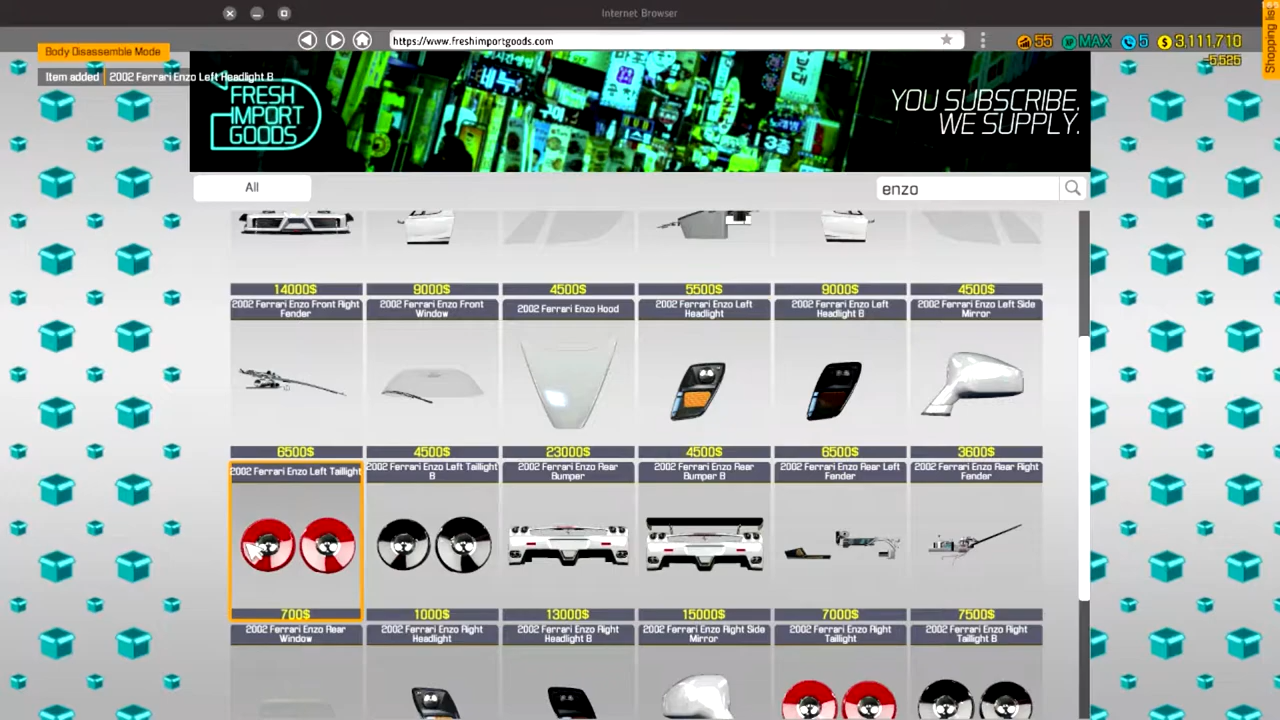 Internet Browser
https://www.freshimportgoods.com
55
MAX
5
3,111,710
-5,525
Shopping list
Body Disassemble Mode
Item added
2002 Ferrari Enzo Left Headlight B
FRESH
IMPORT
GOODS
YOU SUBSCRIBE.
WE SUPPLY.
All
enzo
14000$
9000$
4500$
5500$
9000$
4500$
2002 Ferrari Enzo Front Right
Fender
2002 Ferrari Enzo Front
Window
2002 Ferrari Enzo Hood
2002 Ferrari Enzo Left
Headlight
2002 Ferrari Enzo Left
Headlight B
2002 Ferrari Enzo Left Side
Mirror
6500$
4500$
23000$
4500$
6500$
3600$
2002 Ferrari Enzo Left Taillight
2002 Ferrari Enzo Left Taillight
B
2002 Ferrari Enzo Rear
Bumper
2002 Ferrari Enzo Rear
Bumper B
2002 Ferrari Enzo Rear Left
Fender
2002 Ferrari Enzo Rear Right
Fender
700$
1000$
13000$
15000$
7000$
7500$
2002 Ferrari Enzo Rear
Window
2002 Ferrari Enzo Right
Headlight
2002 Ferrari Enzo Right
Headlight B
2002 Ferrari Enzo Right Side
Mirror
2002 Ferrari Enzo Right
Taillight
2002 Ferrari Enzo Right
Taillight B